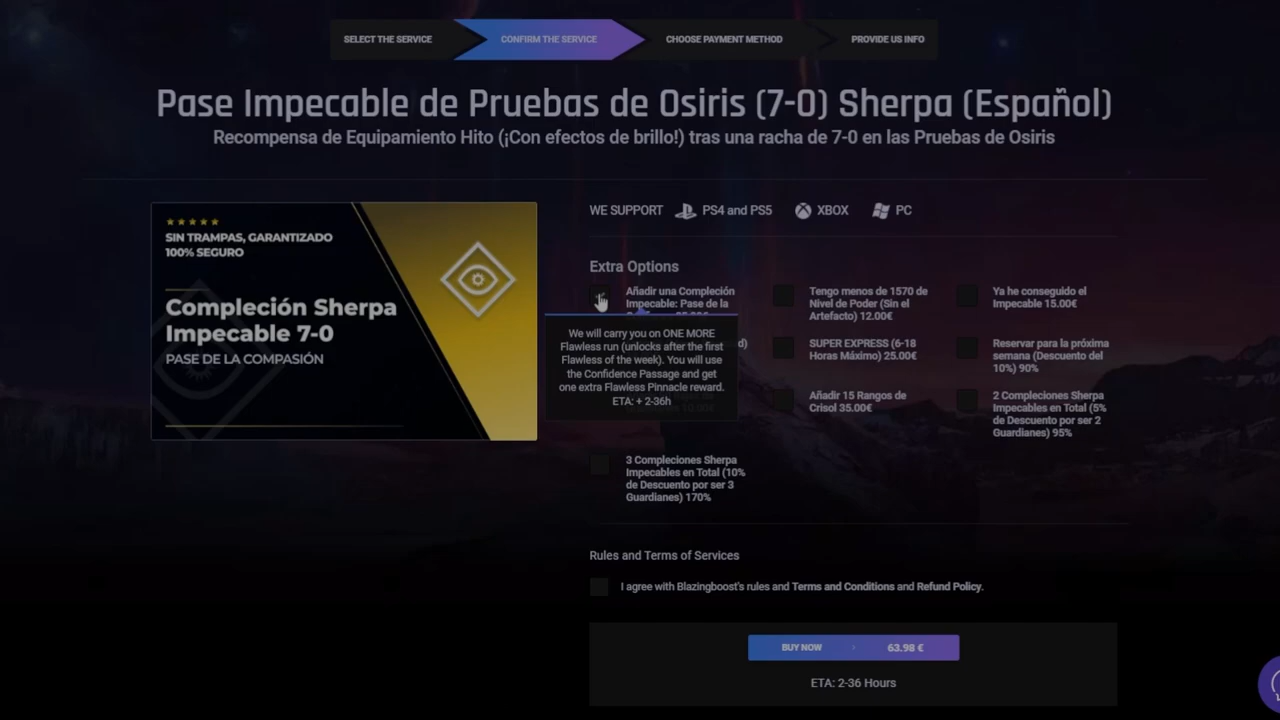 SELECT THE SERVICE
CONFIRM THE SERVICE
CHOOSE PAYMENT METHOD
PROVIDE US INFO
Pase Impecable de Pruebas de Osiris (7-0) Sherpa (Español)
Recompensa de Equipamiento Hito (¡Con efectos de brillo!) tras una racha de 7-0 en las Pruebas de Osiris
SIN TRAMPAS, GARANTIZADO
100% SEGURO
Compleción Sherpa
Impecable 7-0
PASE DE LA COMPASIÓN
WE SUPPORT
PS4 and PS5
XBOX
PC
Extra Options
Añadir una Compleción
Impecable: Pase de la
We will carry you on ONE MORE
Flawless run (unlocks after the first
Flawless of the week). You will use
the Confidence Passage and get
one extra Flawless Pinnacle reward.
ETA: + 2-36h
Tengo menos de 1570 de
Nivel de Poder (Sin el
Artefacto) 12.00€
Ya he conseguido el
Impecable 15.00€
SUPER EXPRESS (6-18
Horas Máximo) 25.00€
Reservar para la próxima
semana (Descuento del
10%) 90%
Añadir 15 Rangos de
Crisol 35.00€
2 Compleciones Sherpa
Impecables en Total (5%
de Descuento por ser 2
Guardianes) 95%
3 Compleciones Sherpa
Impecables en Total (10%
de Descuento por ser 3
Guardianes) 170%
Rules and Terms of Services
I agree with Blazingboost's rules and Terms and Conditions and Refund Policy.
BUY NOW
63.98 €
ETA: 2-36 Hours